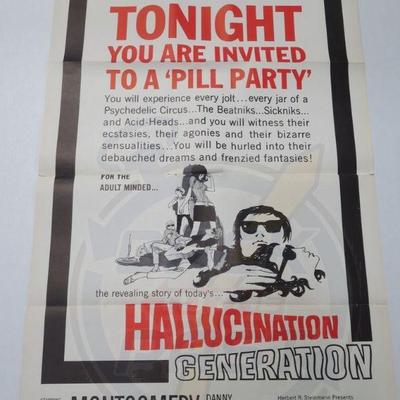 TONIGHT
YOU ARE INVITED
TO A 'PILL PARTY'
You will experience every jolt...every jar of a
Psychedelic Circus...The Beatniks...Sickniks...
and Acid-Heads...and you will witness their
ecstasies, their agonies and their bizarre
sensualities...You will be hurled into their
debauched dreams and frenzied fantasies!
FOR THE
ADULT MINDED...
the revealing story of today's...
HALLUCINATION
GENERATION
MONTGOMERY DANNY
Herbert R. Steinmann Presents